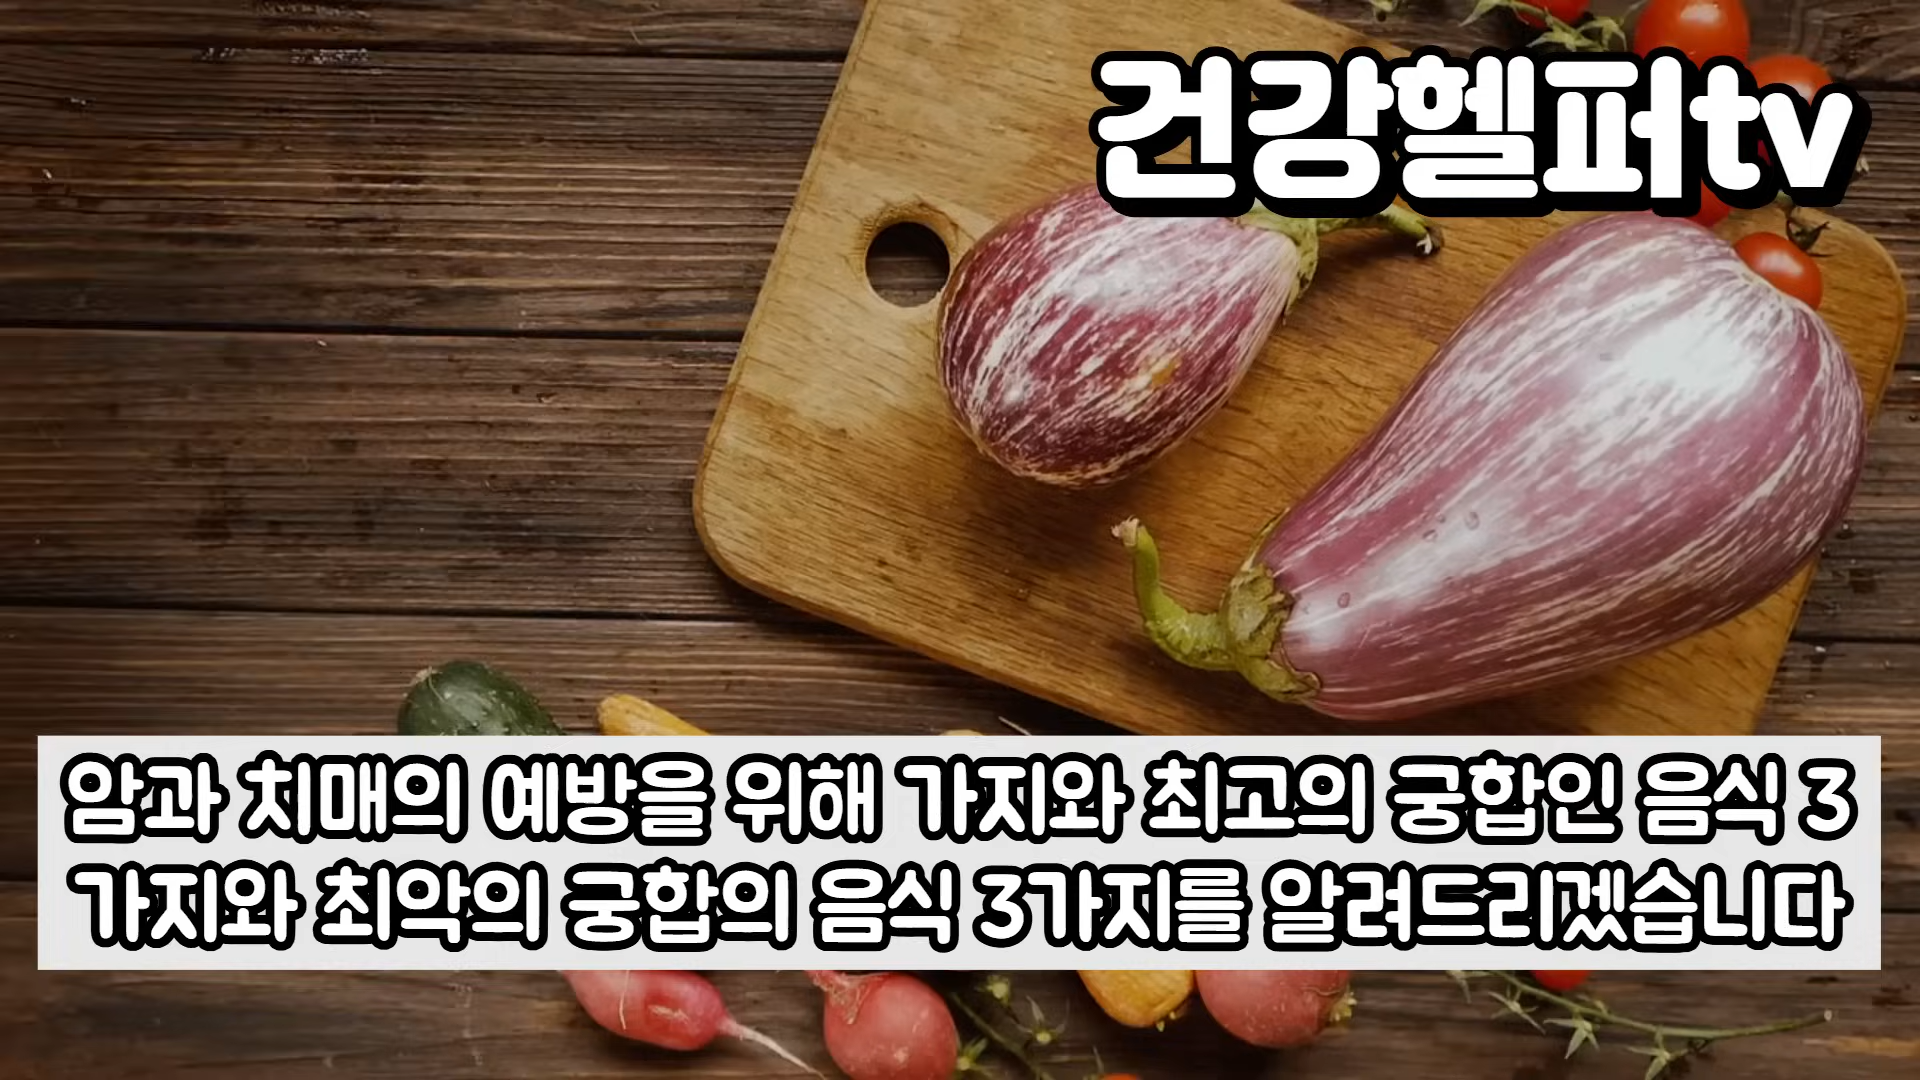 건강헬퍼tv
암과 치매의 예방을 위해 가지와 최고의 궁합인 음식 3
가지와 최악의 궁합의 음식 3가지를 알려드리겠습니다